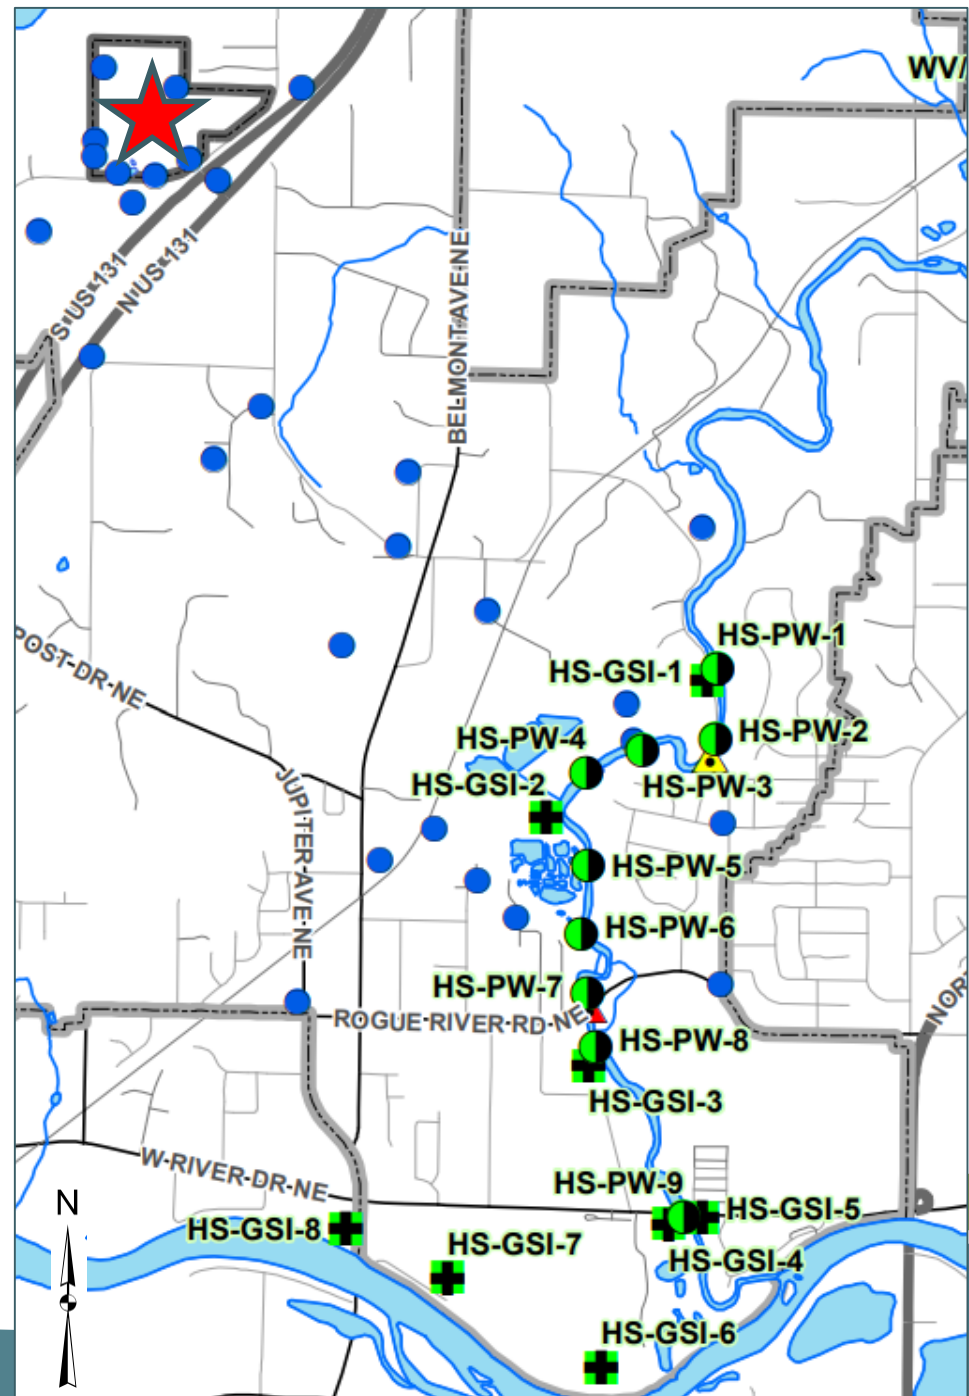 WV/
S US-131
N US-131
BELMONT AVE NE
HS-PW-1
HS-GSI-1
POST DR NE
HS-PW-2
HS-PW-4
HS-PW-3
HS-GSI-2
JUPITER AVE NE
HS-PW-5
HS-PW-6
HS-PW-7
NOR
ROGUE RIVER RD NE
HS-PW-8
HS-GSI-3
W RIVER DR NE
HS-PW-9
N
HS-GSI-5
HS-GSI-8
HS-GSI-7
HS-GSI-4
HS-GSI-6